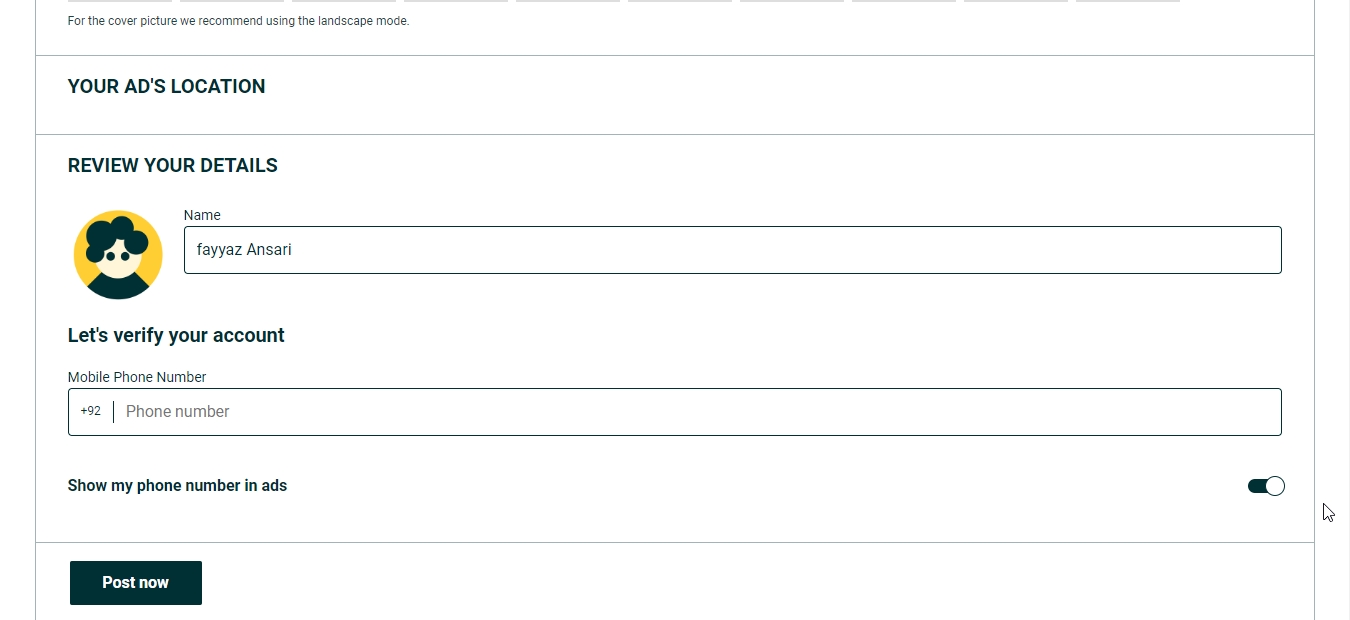 For the cover picture we recommend using the landscape mode.
YOUR AD'S LOCATION
REVIEW YOUR DETAILS
Name
fayyaz Ansari
Let's verify your account
Mobile Phone Number
+92 Phone number
Show my phone number in ads
Post now